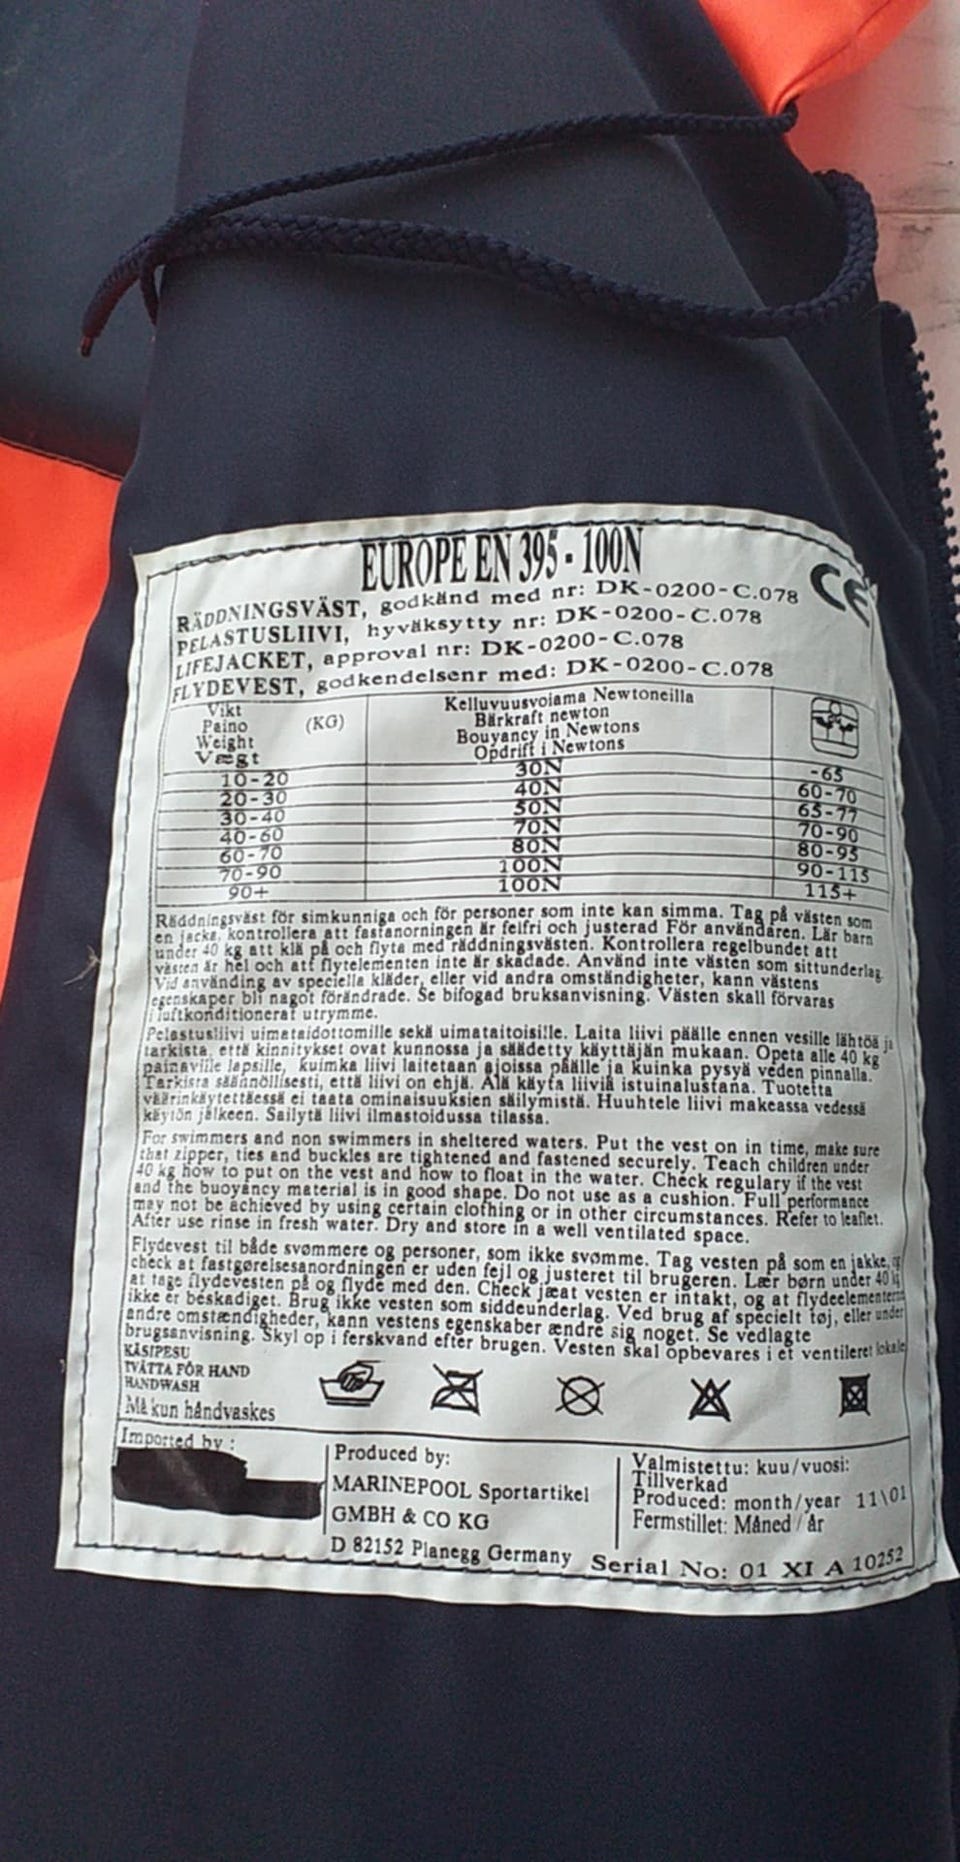 EUROPE EN 395 - 100N
CE
RÄDDNINGSVÄST, godkänd med nr: DK-0200-C.078
PELASTUSLIIVI, hyväksytty nr: DK-0200-C.078
LIFEJACKET, approval nr: DK-0200-C.078
FLYDEVEST, godkendelsenr med: DK-0200-C.078
Vikt
Paino (KG)
Weight
Vægt
Kelluvuusvoiama Newtoneilla
Bärkraft newton
Bouyancy in Newtons
Opdrift i Newtons
10-20 30N -65
20-30 40N 60-70
30-40 50N 65-77
40-60 70N 70-90
60-70 80N 80-95
70-90 100N 90-115
90+ 100N 115+
Räddningsväst för simkunniga och för personer som inte kan simma. Tag på västen som
en jacka, kontrollera att fastanorningen är felfri och justerad För användaren. Lär barn
under 40 kg att klä på och flyta med räddningsvästen. Kontrollera regelbundet att
västen är hel och att flytelementen inte är skadade. Använd inte västen som sittunderlag
Vid använding av speciella kläder, eller vid andra omständigheter, kann västens
egenskaper bli nagot förändrade. Se bifogad bruksanvisning. Västen skall förvaras
i luftkonditionerat utrymme.
Pelastusliivi uimataidottomille sekä uimataitoisille. Laita liivi päälle ennen vesille lähtöä ja
tarkista, että kinnitykset ovat kunnossa ja säädetty käyttäjän mukaan. Opeta alle 40 kg
painaville lapsille, kuimka liivi laitetaan ajoissa päälle ja kuinka pysyä veden pinnalla.
Tarkista säännöllisesti, että liivi on ehjä. Älä käytä liiviä istuinalustana. Tuotetta
väärinkäytettäessä ei taata ominaisuuksien säilymistä. Huuhtele liivi makeassa vedessä
käytön jälkeen. Sailytä liivi ilmastoidussa tilassa.
For swimmers and non swimmers in sheltered waters. Put the vest on in time, make sure
that zipper, ties and buckles are tightened and fastened securely. Teach children under
40 kg how to put on the vest and how to float in the water. Check regulary if the vest
and the buoyancy material is in good shape. Do not use as a cushion. Full performance
may not be achieved by using certain clothing or in other circumstances. Refer to leaflet.
After use rinse in fresh water. Dry and store in a well ventilated space.
Flydevest til både svømmere og personer, som ikke svømme. Tag vesten på som en jakke, og
check at fastgørelsesanordningen er uden fejl og justeret til brugeren. Lær børn under 40 kg
at tage flydevesten på og flyde med den. Check jæat vesten er intakt, og at flydeelementerne
ikke er beskadiget. Brug ikke vesten som siddeunderlag. Ved brug af specielt tøj, eller under
andre omstændigheder, kann vestens egenskaber ændre sig noget. Se vedlagte
brugsanvisning. Skyl op i ferskvand efter brugen. Vesten skal opbevares i et ventileret lokale
KÄSIPESU
TVÄTTA FÖR HAND
HANDWASH
Må kun håndvaskes
Imported by :
Produced by:
MARINEPOOL Sportartikel
GMBH & CO KG
D 82152 Planegg Germany
Valmistettu: kuu/vuosi:
Tillverkad
Produced: month/year 11\01
Fermstillet: Måned / år
Serial No: 01 XI A 10252